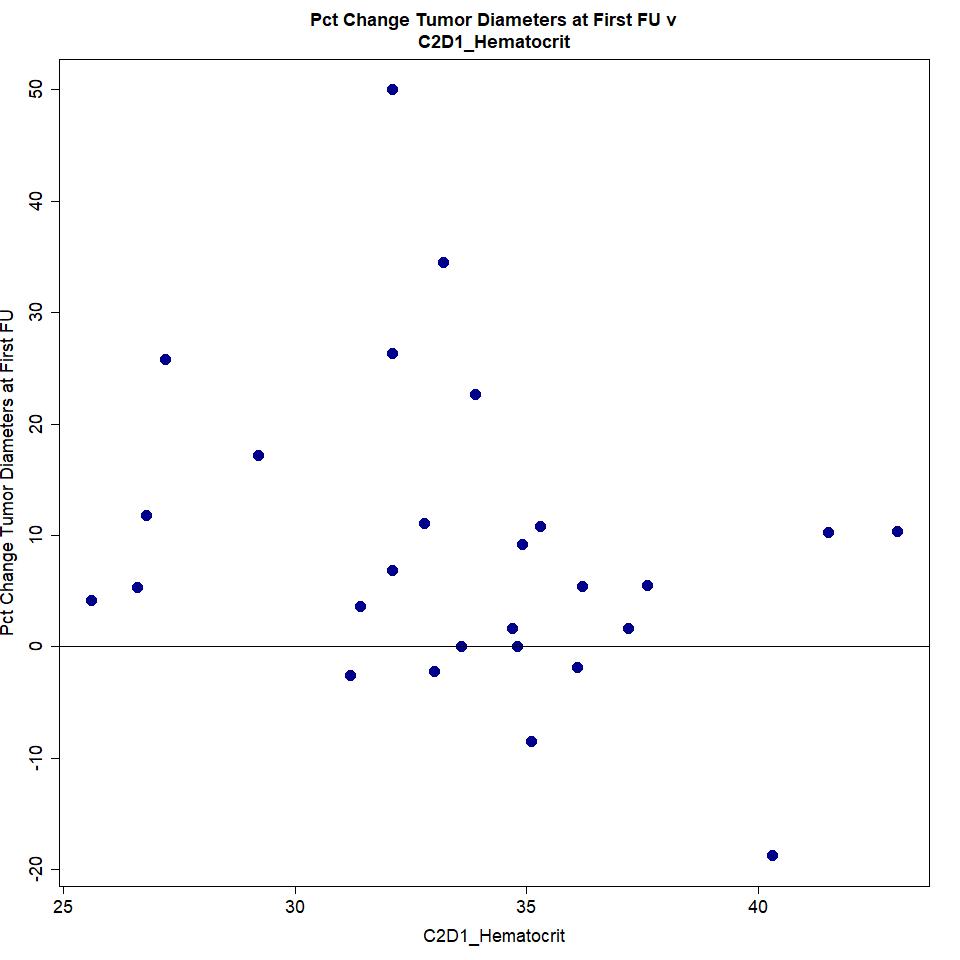 Pct Change Tumor Diameters at First FU v
C2D1_Hematocrit
Pct Change Tumor Diameters at First FU
50
40
30
20
10
0
-10
-20
25 30 35 40
C2D1_Hematocrit